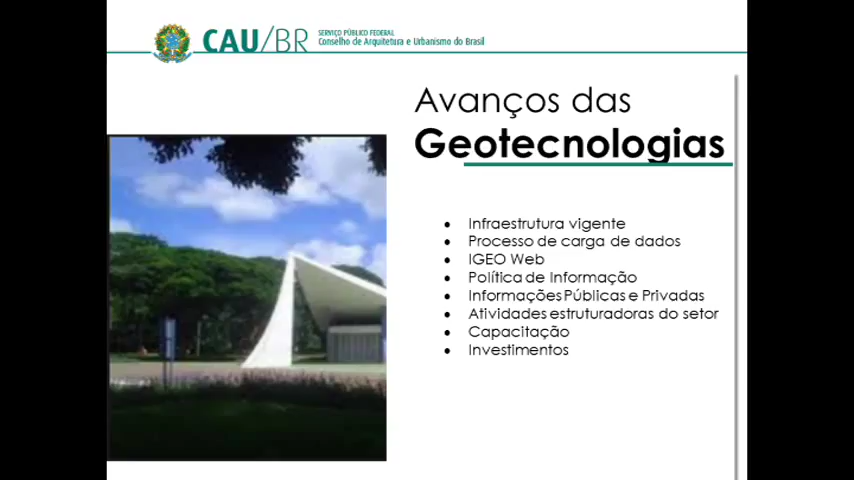 CAU/BR
SERVIÇO PÚBLICO FEDERAL
Conselho de Arquitetura e Urbanismo do Brasil
Avanços das
Geotecnologias
• Infraestrutura vigente
• Processo de carga de dados
• IGEO Web
• Política de Informação
• Informações Públicas e Privadas
• Atividades estruturadoras do setor
• Capacitação
• Investimentos